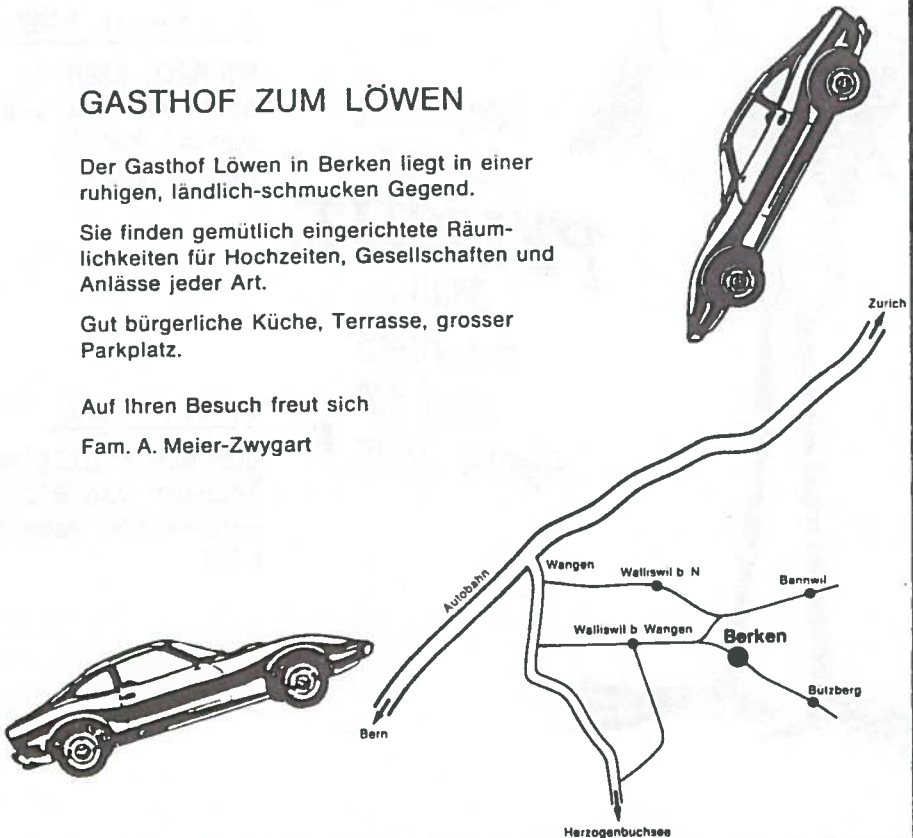 GASTHOF ZUM LÖWEN
Der Gasthof Löwen in Berken liegt in einer
ruhigen, ländlich-schmucken Gegend.
Sie finden gemütlich eingerichtete Räum-
lichkeiten für Hochzeiten, Gesellschaften und
Anlässe jeder Art.
Gut bürgerliche Küche, Terrasse, grosser
Parkplatz.
Auf Ihren Besuch freut sich
Fam. A. Meier-Zwygart
Zurich
Autobahn
Wangen
Walliswil b N
Bannwil
Walliswil b Wangen
Berken
Bulzberg
Bern
Herzogenbuchsee